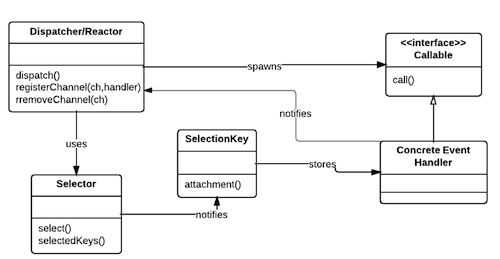 Dispatcher/Reactor
dispatch()
registerChannel(ch,handler)
rremoveChannel(ch)
spawns
<<interface>>
Callable
call()
notifies
uses
SelectionKey
attachment()
stores
Concrete Event
Handler
Selector
select()
selectedKeys()
notifies